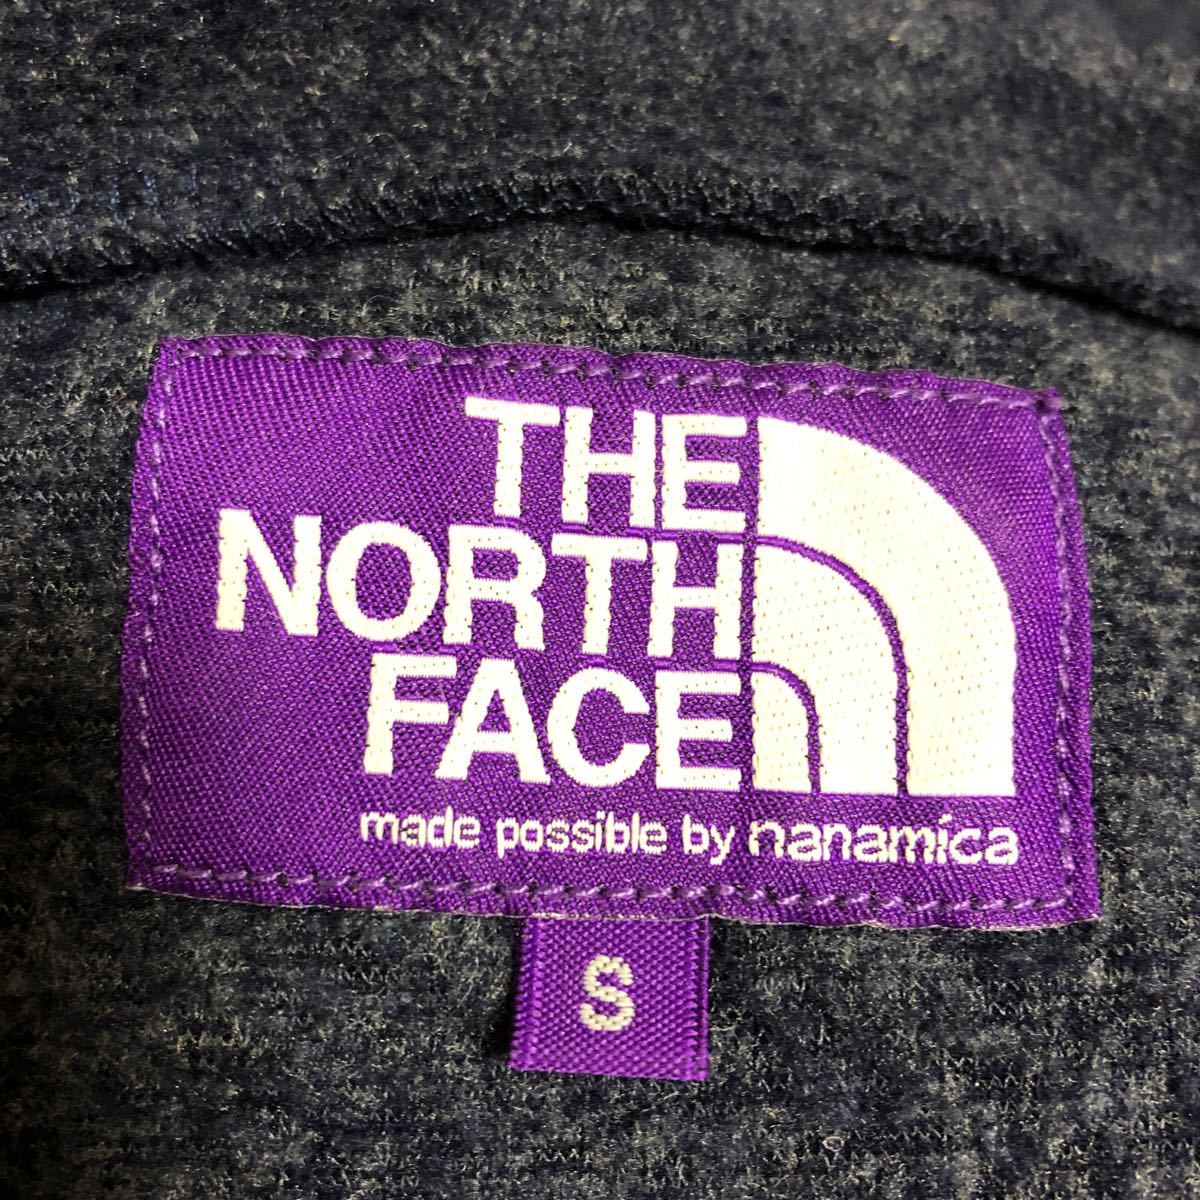 THE
NORTH
FACE
made possible by nanamica
S